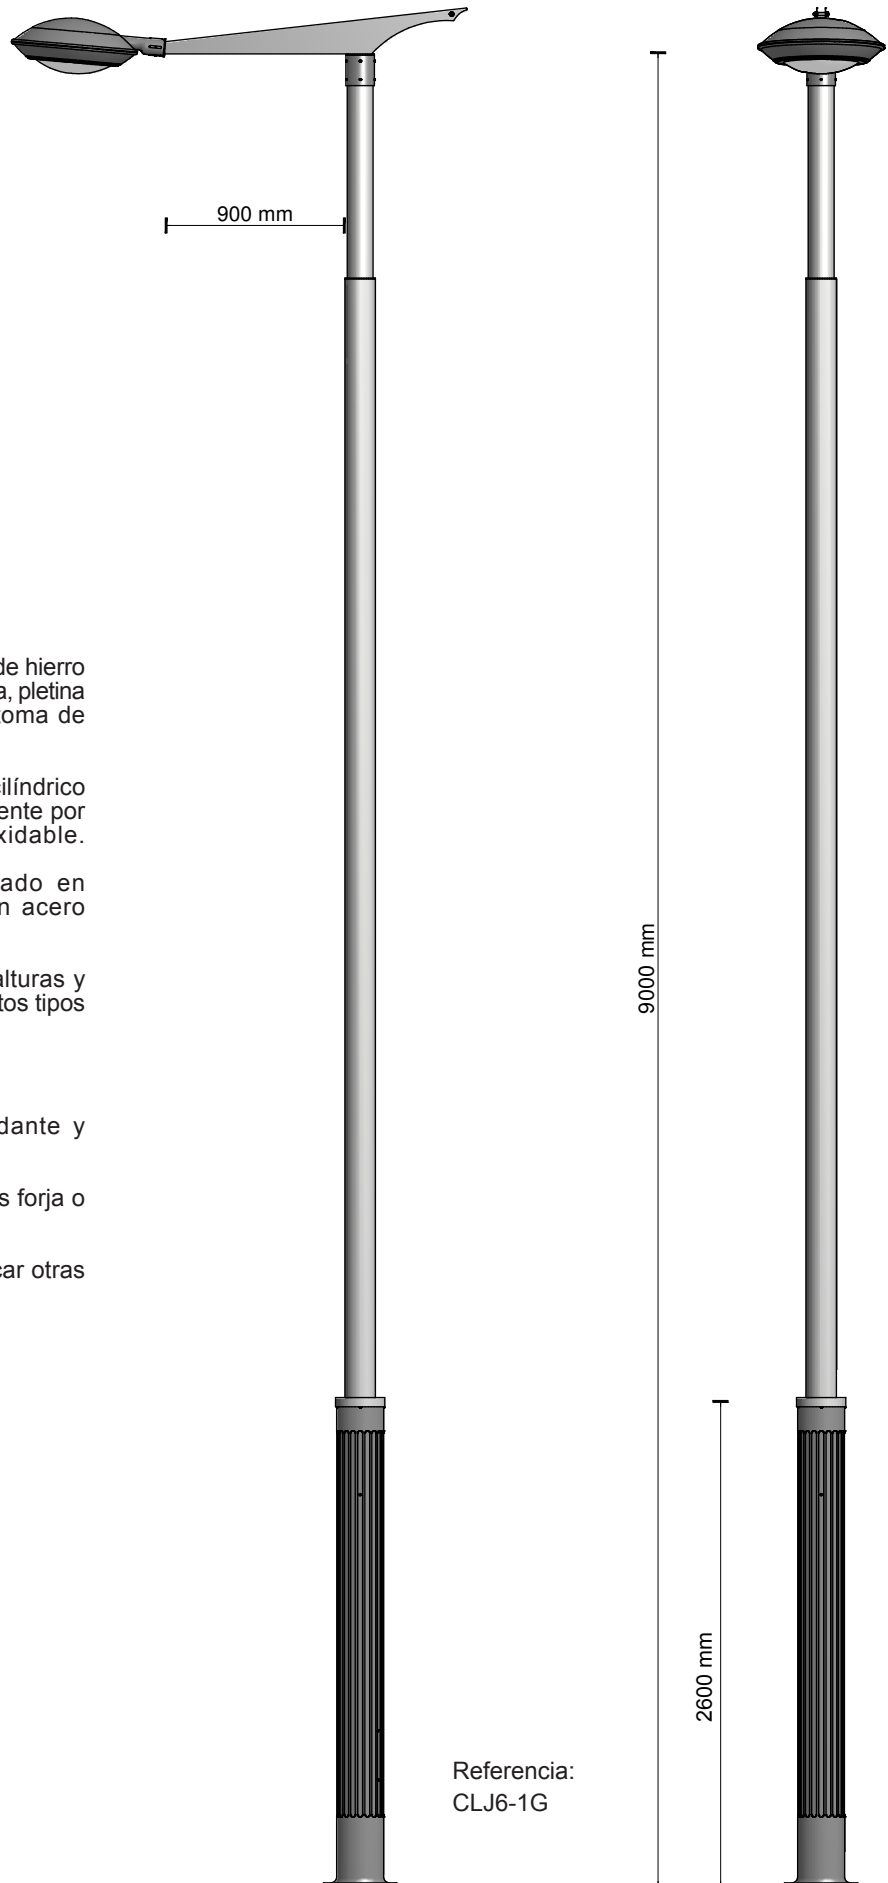 900 mm
de hierro
a, pletina
toma de
ilíndrico
ente por
xidable.
ado en
n acero
alturas y
tos tipos
9000 mm
dante y
s forja o
car otras
2600 mm
Referencia:
CLJ6-1G